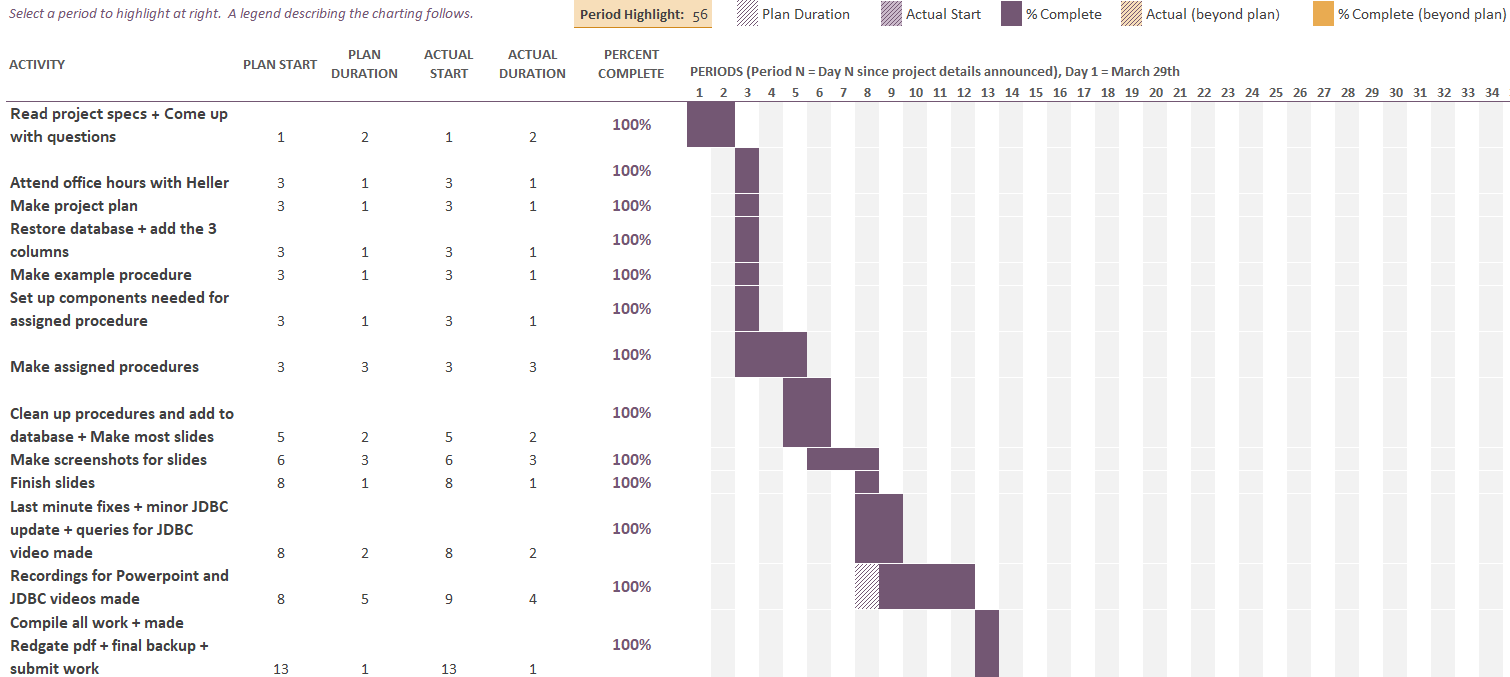 Select a period to highlight at right.  A legend describing the charting follows. Period Highlight: 56 Plan Duration Actual Start % Complete Actual (beyond plan) % Complete (beyond plan)
ACTIVITY PLAN START PLAN DURATION ACTUAL START ACTUAL DURATION PERCENT COMPLETE PERIODS (Period N = Day N since project details announced), Day 1 = March 29th
1 2 3 4 5 6 7 8 9 10 11 12 13 14 15 16 17 18 19 20 21 22 23 24 25 26 27 28 29 30 31 32 33 34
Read project specs + Come up
with questions 1 2 1 2 100%
Attend office hours with Heller 3 1 3 1 100%
Make project plan 3 1 3 1 100%
Restore database + add the 3
columns 3 1 3 1 100%
Make example procedure 3 1 3 1 100%
Set up components needed for
assigned procedure 3 1 3 1 100%
Make assigned procedures 3 3 3 3 100%
Clean up procedures and add to
database + Make most slides 5 2 5 2 100%
Make screenshots for slides 6 3 6 3 100%
Finish slides 8 1 8 1 100%
Last minute fixes + minor JDBC
update + queries for JDBC
video made 8 2 8 2 100%
Recordings for Powerpoint and
JDBC videos made 8 5 9 4 100%
Compile all work + made
Redgate pdf + final backup +
submit work 13 1 13 1 100%